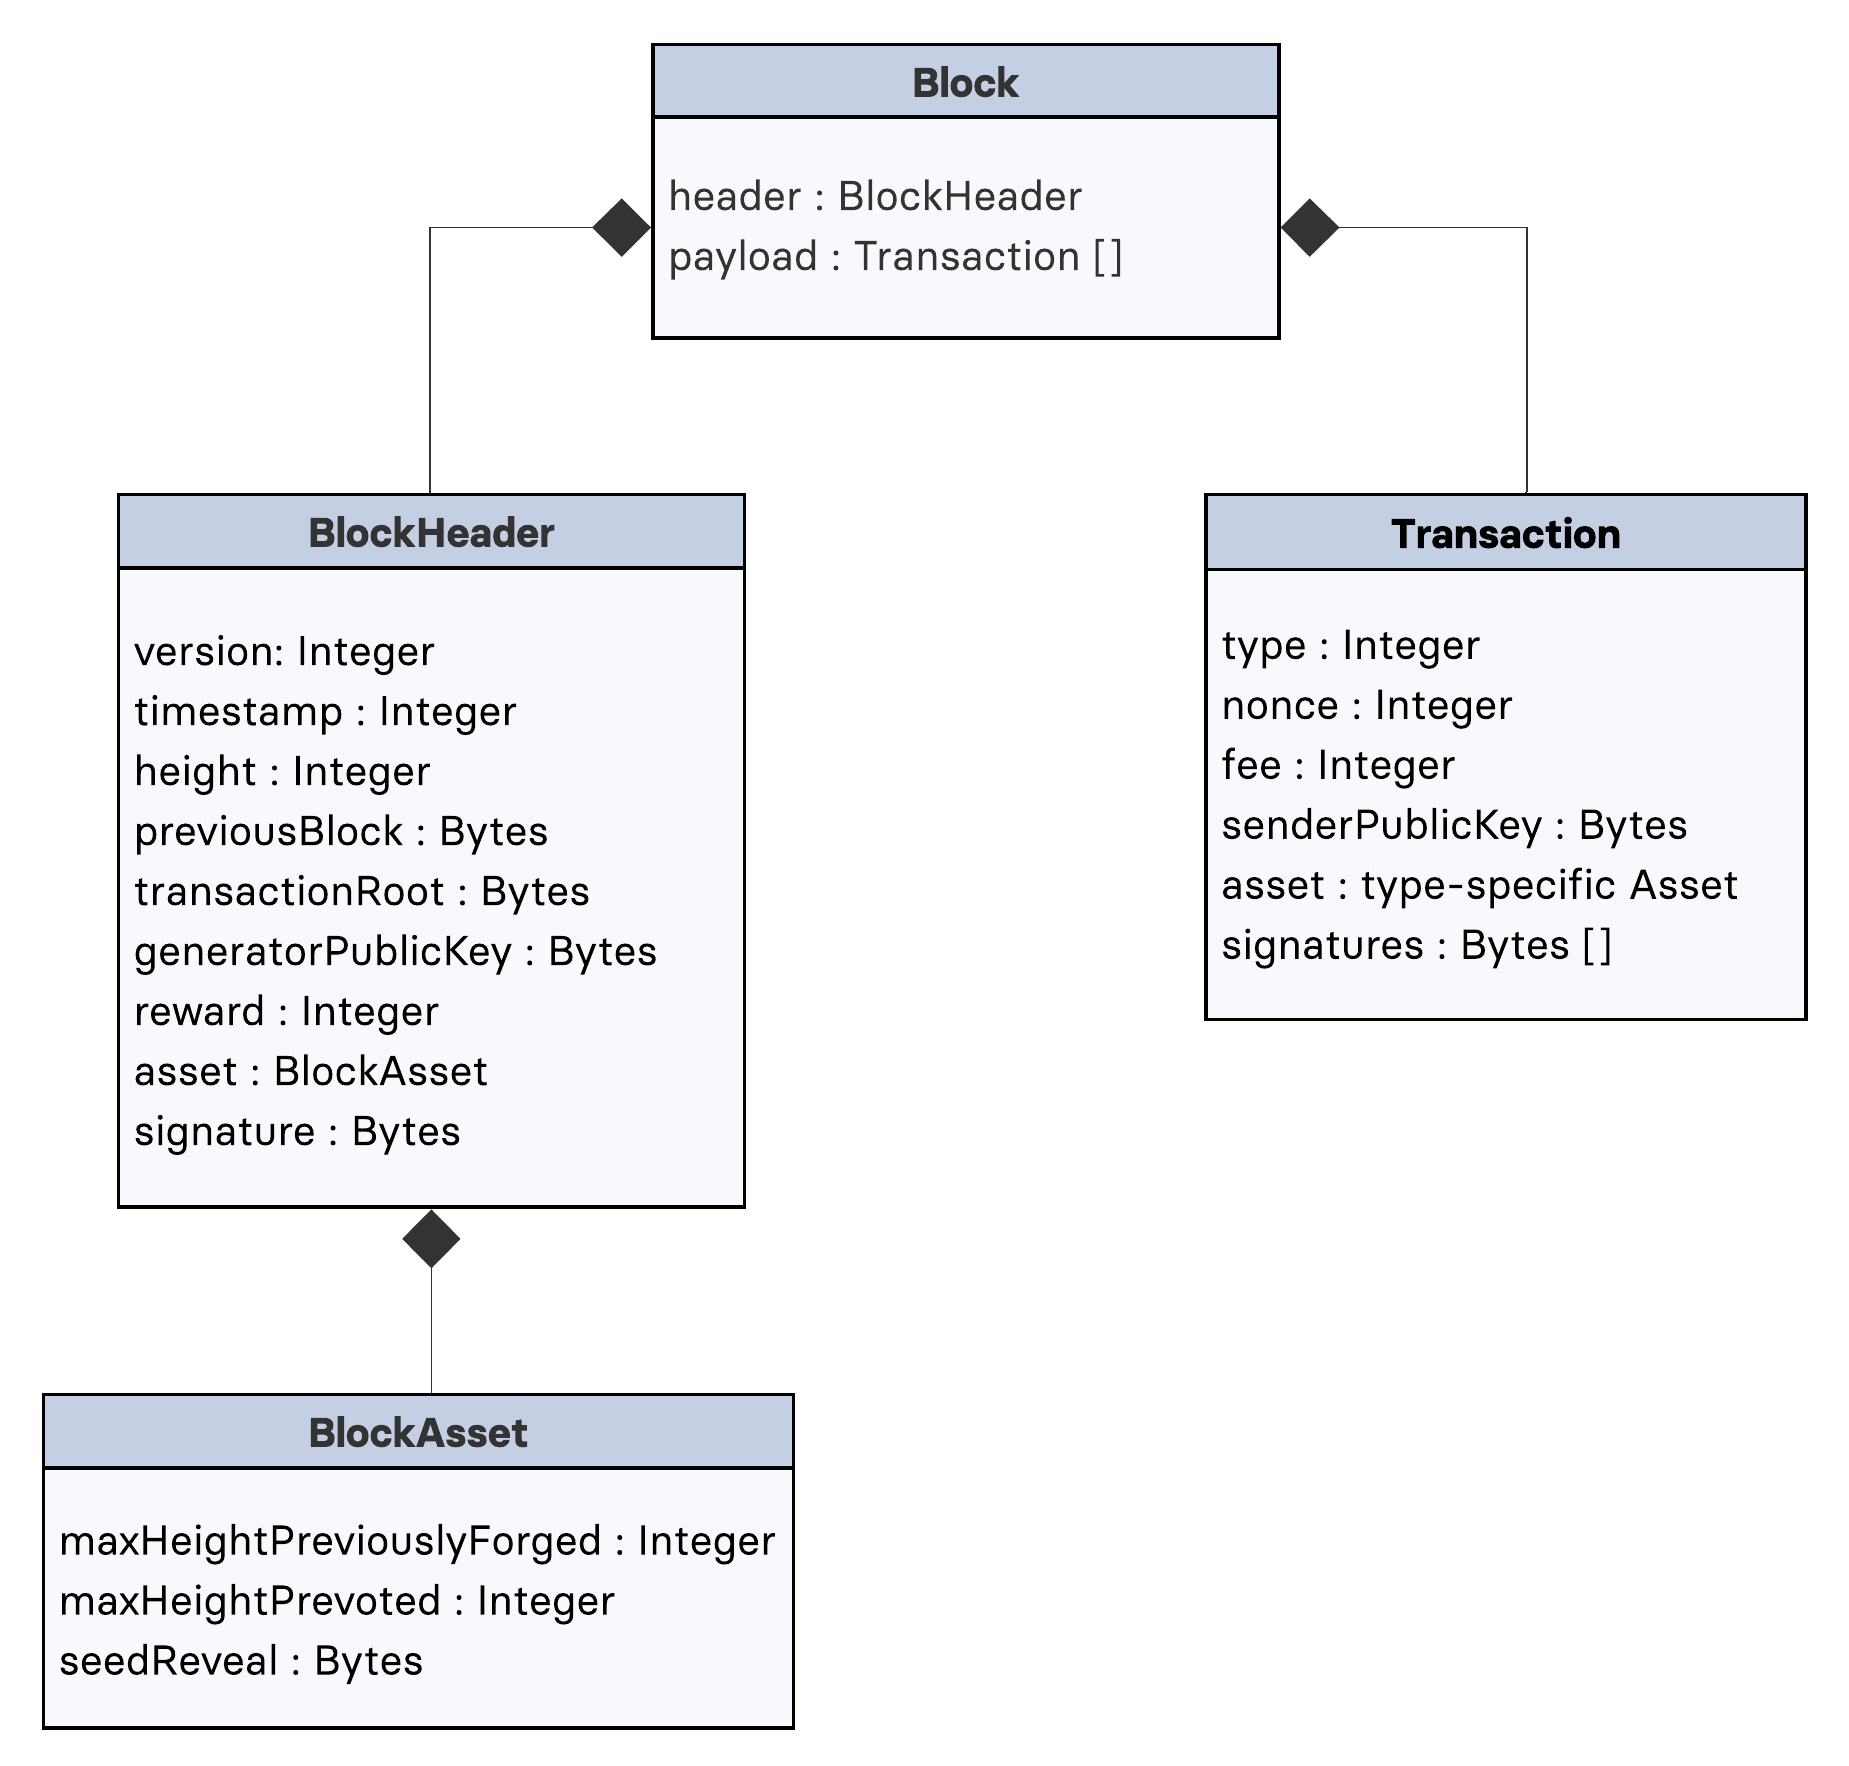 Block
header : BlockHeader
payload : Transaction []
BlockHeader
version: Integer
timestamp : Integer
height : Integer
previousBlock : Bytes
transactionRoot : Bytes
generatorPublicKey : Bytes
reward : Integer
asset : BlockAsset
signature : Bytes
Transaction
type : Integer
nonce : Integer
fee : Integer
senderPublicKey : Bytes
asset : type-specific Asset
signatures : Bytes []
BlockAsset
maxHeightPreviouslyForged : Integer
maxHeightPrevoted : Integer
seedReveal : Bytes